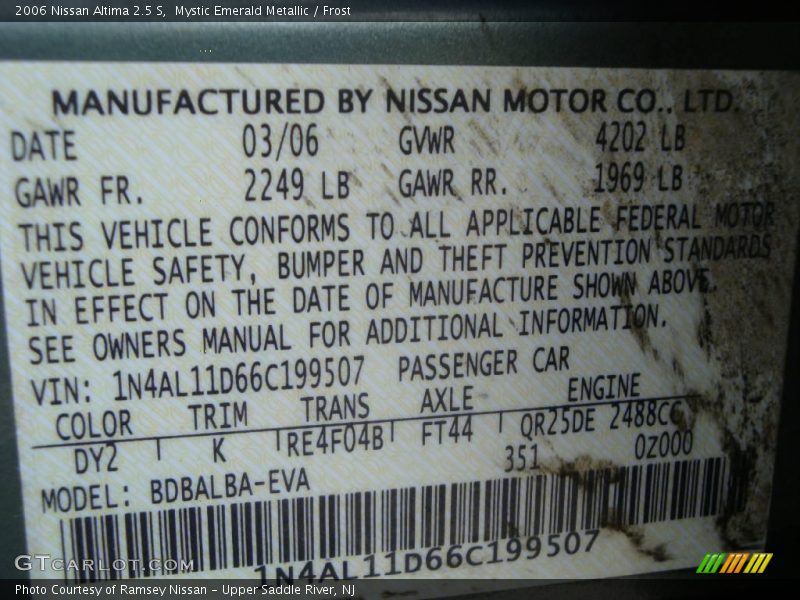 2006 Nissan Altima 2.5 S,  Mystic Emerald Metallic / Frost
MANUFACTURED BY NISSAN MOTOR CO., LTD.
DATE 03/06 GVWR 4202 LB
GAWR FR. 2249 LB GAWR RR. 1969 LB
THIS VEHICLE CONFORMS TO ALL APPLICABLE FEDERAL MOTOR
VEHICLE SAFETY, BUMPER AND THEFT PREVENTION STANDARDS
IN EFFECT ON THE DATE OF MANUFACTURE SHOWN ABOVE.
SEE OWNERS MANUAL FOR ADDITIONAL INFORMATION.
VIN: 1N4AL11D66C199507 PASSENGER CAR
COLOR TRIM TRANS AXLE ENGINE
DY2 K RE4F04B FT44 QR25DE 2488CC
351 0Z000
MODEL: BDBALBA-EVA
1N4AL11D66C199507
GTCarlot.com
Photo Courtesy of Ramsey Nissan - Upper Saddle River, NJ